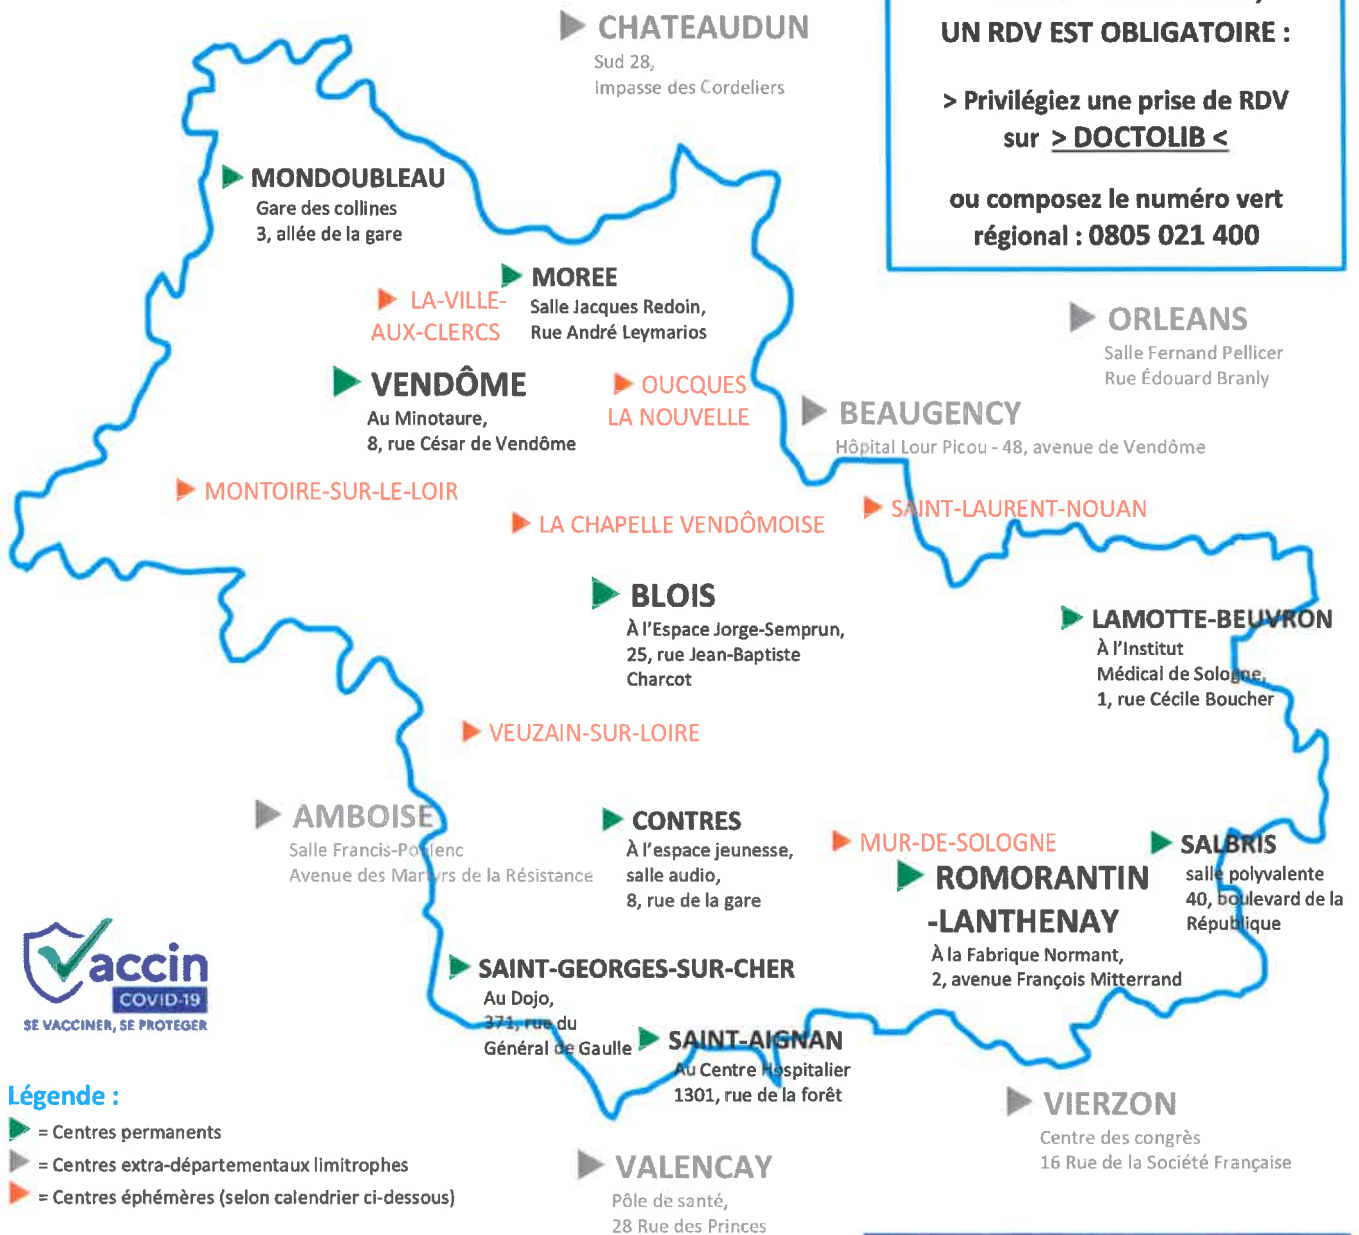 CHATEAUDUN
Sud 28,
Impasse des Cordeliers
UN RDV EST OBLIGATOIRE :
> Privilégiez une prise de RDV
sur > DOCTOLIB <
ou composez le numéro vert
régional : 0805 021 400
MONDOUBLEAU
Gare des collines
3, allée de la gare
MOREE
Salle Jacques Redoin,
Rue André Leymarios
LA-VILLE-
AUX-CLERCS
ORLEANS
Salle Fernand Pellicer
Rue Édouard Branly
VENDÔME
Au Minotaure,
8, rue César de Vendôme
OUCQUES
LA NOUVELLE
BEAUGENCY
Hôpital Lour Picou - 48, avenue de Vendôme
MONTOIRE-SUR-LE-LOIR
LA CHAPELLE VENDÔMOISE
SAINT-LAURENT-NOUAN
BLOIS
À l'Espace Jorge-Semprun,
25, rue Jean-Baptiste
Charcot
LAMOTTE-BEUVRON
À l'Institut
Médical de Sologne,
1, rue Cécile Boucher
VEUZAIN-SUR-LOIRE
AMBOISE
Salle Francis-Poulenc
Avenue des Martyrs de la Résistance
CONTRES
À l'espace jeunesse,
salle audio,
8, rue de la gare
MUR-DE-SOLOGNE
SALBRIS
salle polyvalente
40, boulevard de la
République
ROMORANTIN
-LANTHENAY
À la Fabrique Normant,
2, avenue François Mitterrand
Vaccin
COVID-19
SE VACCINER, SE PROTÉGER
SAINT-GEORGES-SUR-CHER
Au Dojo,
371, rue du
Général de Gaulle
SAINT-AIGNAN
Au Centre Hospitalier
1301, rue de la forêt
Légende :
= Centres permanents
= Centres extra-départementaux limitrophes
= Centres éphémères (selon calendrier ci-dessous)
VALENCAY
Pôle de santé,
28 Rue des Princes
VIERZON
Centre des congrès
16 Rue de la Société Française